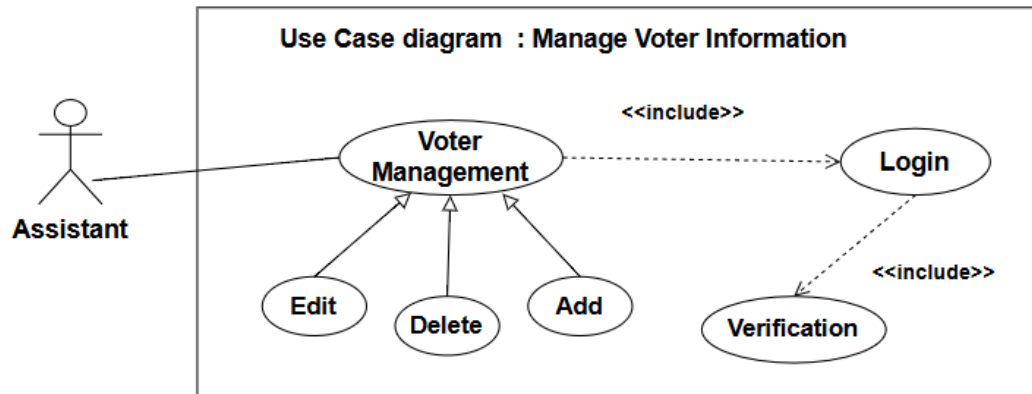 Use Case diagram : Manage Voter Information
<<include>>
Voter
Management
Login
Assistant
<<include>>
Edit
Delete
Add
Verification